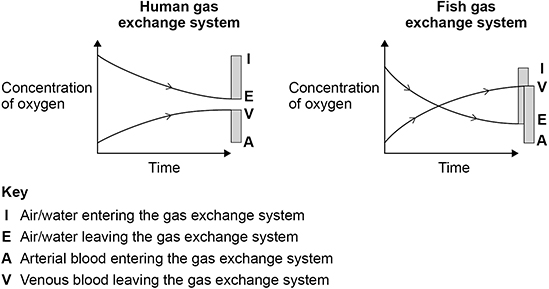 Human gas
exchange system
I
Concentration
of oxygen
E
V
A
Time
Fish gas
exchange system
I
V
Concentration
of oxygen
E
A
Time
Key
I Air/water entering the gas exchange system
E Air/water leaving the gas exchange system
A Arterial blood entering the gas exchange system
V Venous blood leaving the gas exchange system